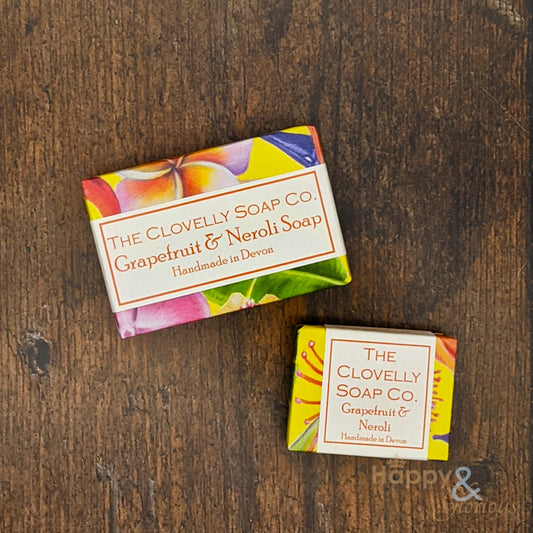 The Clovelly Soap Co.
Grapefruit & Neroli Soap
Handmade in Devon
The
Clovelly
Soap Co.
Grapefruit &
Neroli
Handmade in Devon
Happy
&
Glorious